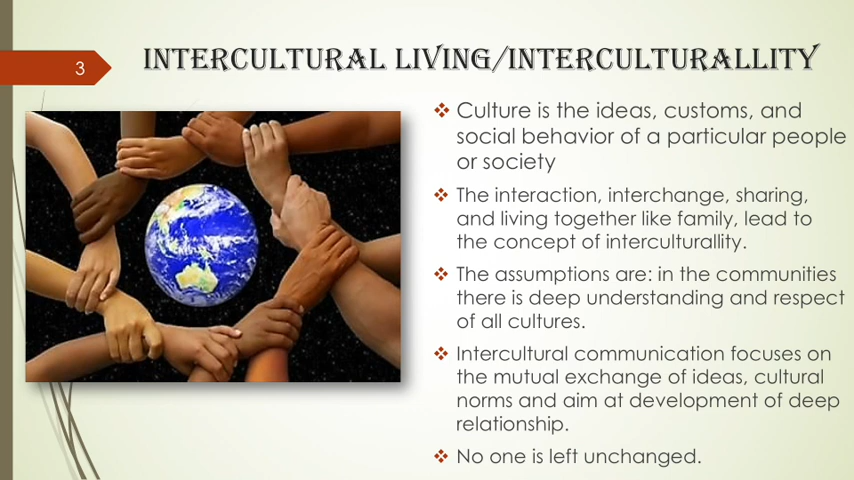 3
INTERCULTURAL LIVING/INTERCULTURALLITY
❖ Culture is the ideas, customs, and
social behavior of a particular people
or society
❖ The interaction, interchange, sharing,
and living together like family, lead to
the concept of interculturallity.
❖ The assumptions are: in the communities
there is deep understanding and respect
of all cultures.
❖ Intercultural communication focuses on
the mutual exchange of ideas, cultural
norms and aim at development of deep
relationship.
❖ No one is left unchanged.